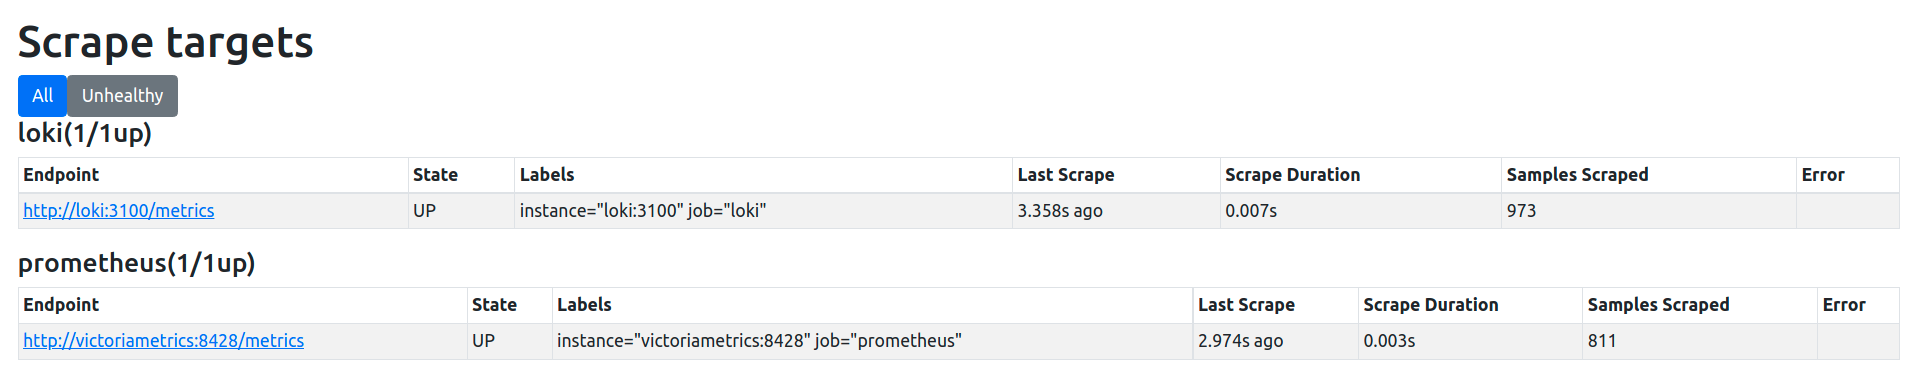 Scrape targets
All Unhealthy
loki(1/1up)
Endpoint State Labels Last Scrape Scrape Duration Samples Scraped Error
http://loki:3100/metrics UP instance="loki:3100" job="loki" 3.358s ago 0.007s 973
prometheus(1/1up)
Endpoint State Labels Last Scrape Scrape Duration Samples Scraped Error
http://victoriametrics:8428/metrics UP instance="victoriametrics:8428" job="prometheus" 2.974s ago 0.003s 811